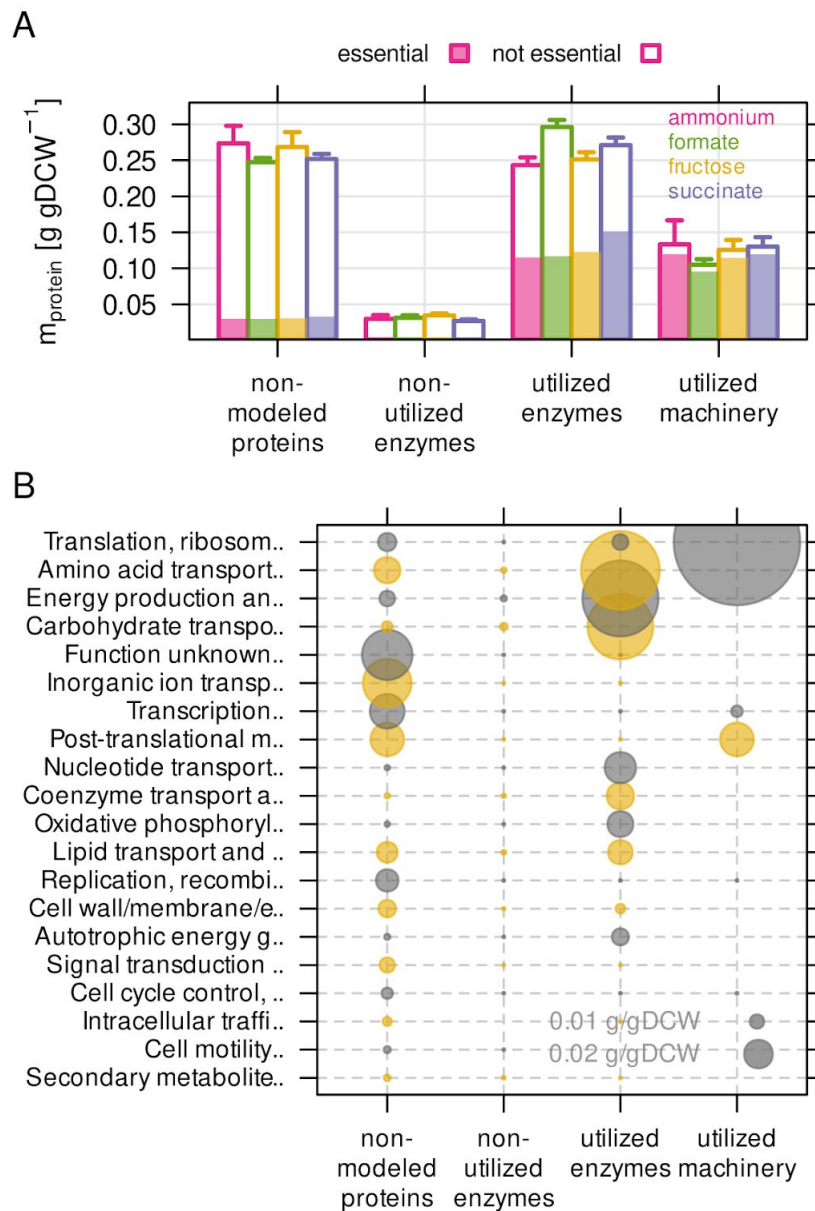 A
essential not essential
m_protein [g gDCW⁻¹]
0.30
0.25
0.20
0.15
0.10
0.05
ammonium
formate
fructose
succinate
non-
modeled
proteins
non-
utilized
enzymes
utilized
enzymes
utilized
machinery
B
Translation, ribosom..
Amino acid transport..
Energy production an..
Carbohydrate transpo..
Function unknown..
Inorganic ion transp..
Transcription..
Post-translational m..
Nucleotide transport..
Coenzyme transport a..
Oxidative phosphoryl..
Lipid transport and ..
Replication, recombi..
Cell wall/membrane/e..
Autotrophic energy g..
Signal transduction ..
Cell cycle control, ..
Intracellular traffi..
Cell motility..
Secondary metabolite..
0.01 g/gDCW
0.02 g/gDCW
non-
modeled
proteins
non-
utilized
enzymes
utilized
enzymes
utilized
machinery